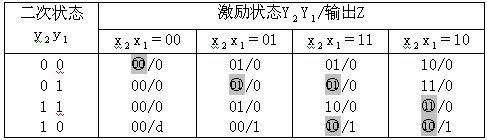 二次状态 激励状态Y₂Y₁/输出Z
y₂y₁ x₂x₁=00 x₂x₁=01 x₂x₁=11 x₂x₁=10
0 0 00/0 01/0 01/0 10/0
0 1 00/0 01/0 01/0 11/0
1 1 00/0 01/0 10/0 11/0
1 0 00/d 00/1 10/1 10/1